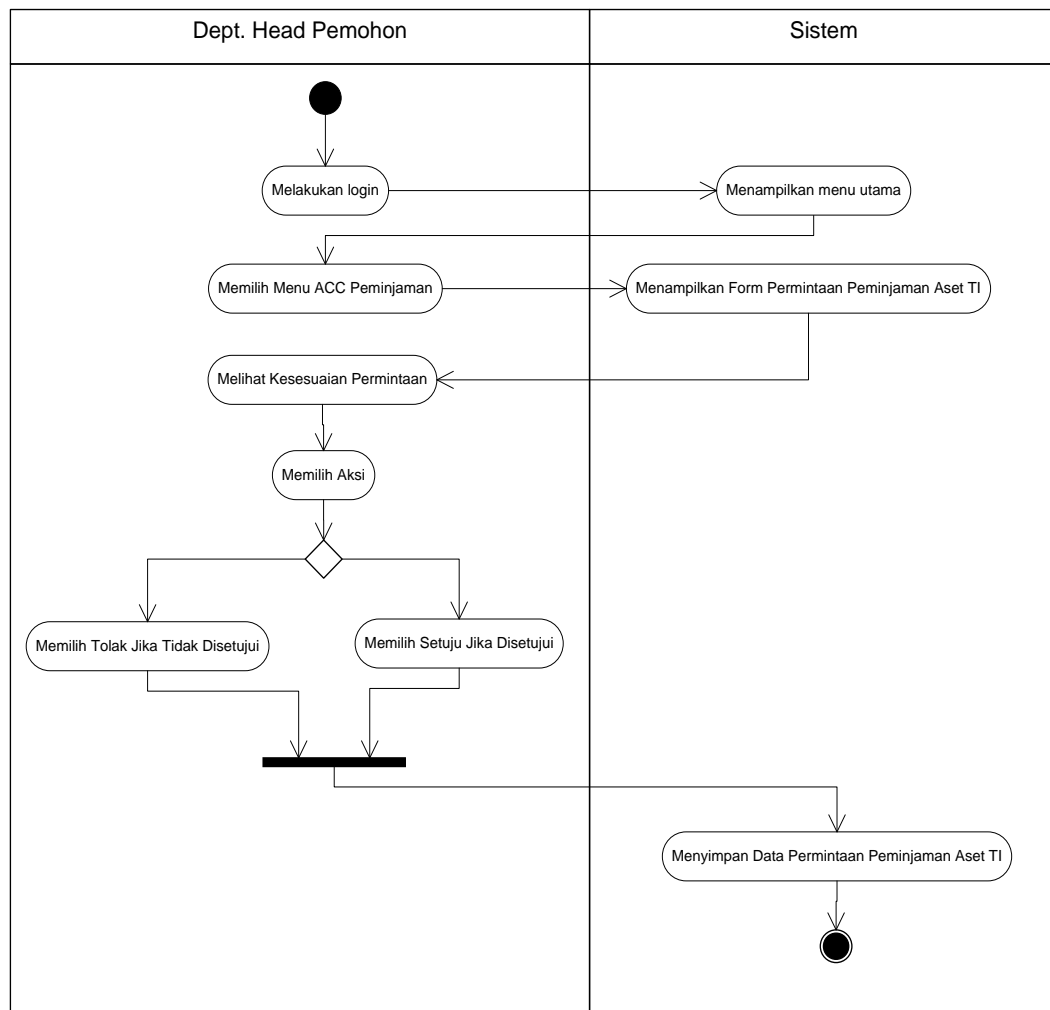 Dept. Head Pemohon
Sistem
Melakukan login
Menampilkan menu utama
Memilih Menu ACC Peminjaman
Menampilkan Form Permintaan Peminjaman Aset TI
Melihat Kesesuaian Permintaan
Memilih Aksi
Memilih Tolak Jika Tidak Disetujui
Memilih Setuju Jika Disetujui
Menyimpan Data Permintaan Peminjaman Aset TI